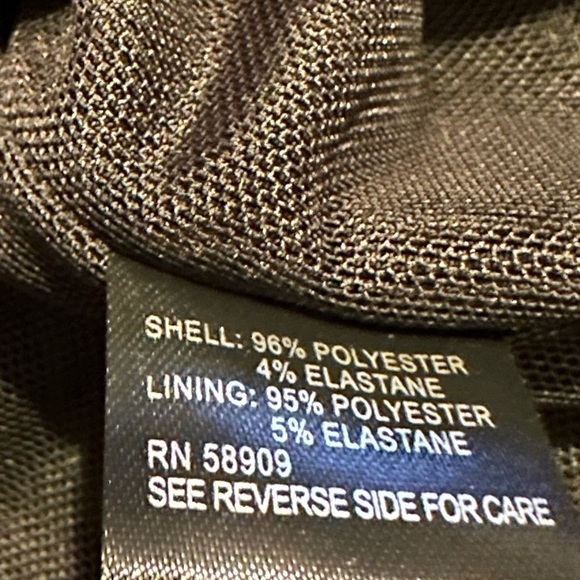 SHELL: 96% POLYESTER
4% ELASTANE
LINING: 95% POLYESTER
5% ELASTANE
RN 58909
SEE REVERSE SIDE FOR CARE